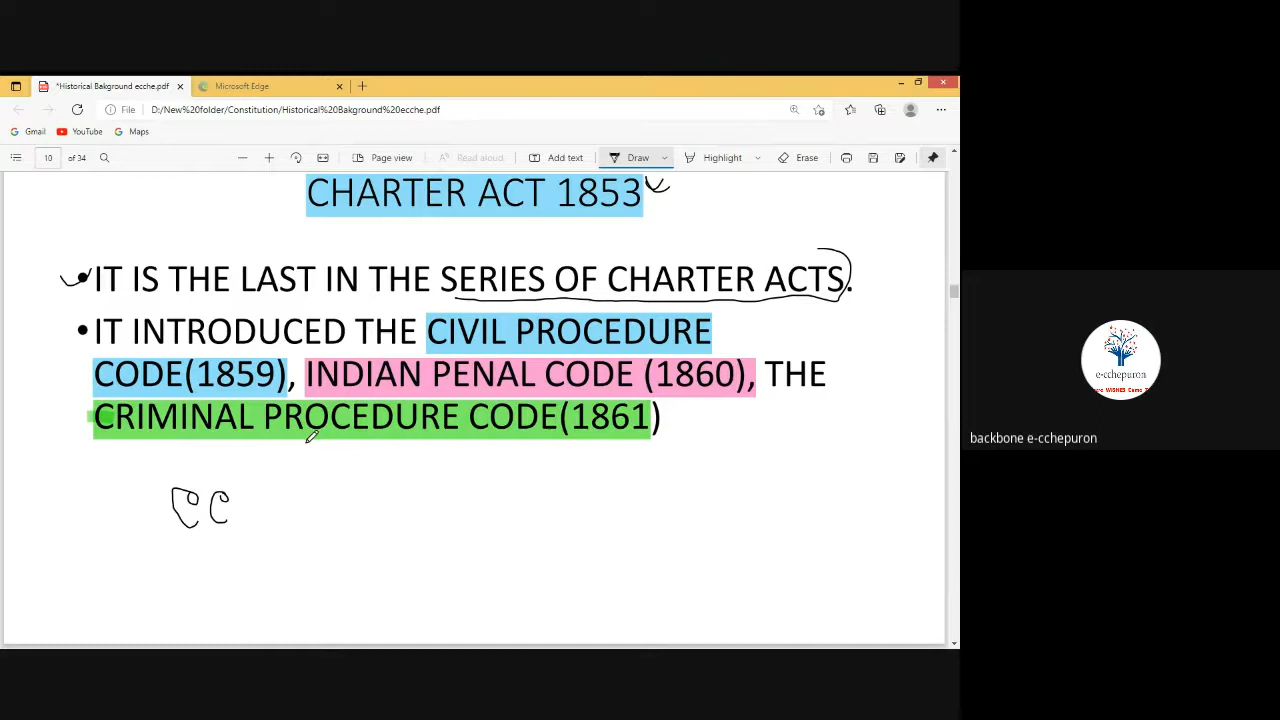 *Historical Bakground ecche.pdf
Microsoft Edge
File
D:/New%20folder/Constitution/Historical%20Bakground%20ecche.pdf
Gmail
YouTube
Maps
10 of 34
Page view
Read aloud
Add text
Draw
Highlight
Erase
CHARTER ACT 1853
•IT IS THE LAST IN THE SERIES OF CHARTER ACTS.
•IT INTRODUCED THE CIVIL PROCEDURE
CODE(1859), INDIAN PENAL CODE (1860), THE
CRIMINAL PROCEDURE CODE(1861)
e-cchepuron
WISHES Came
backbone e-cchepuron